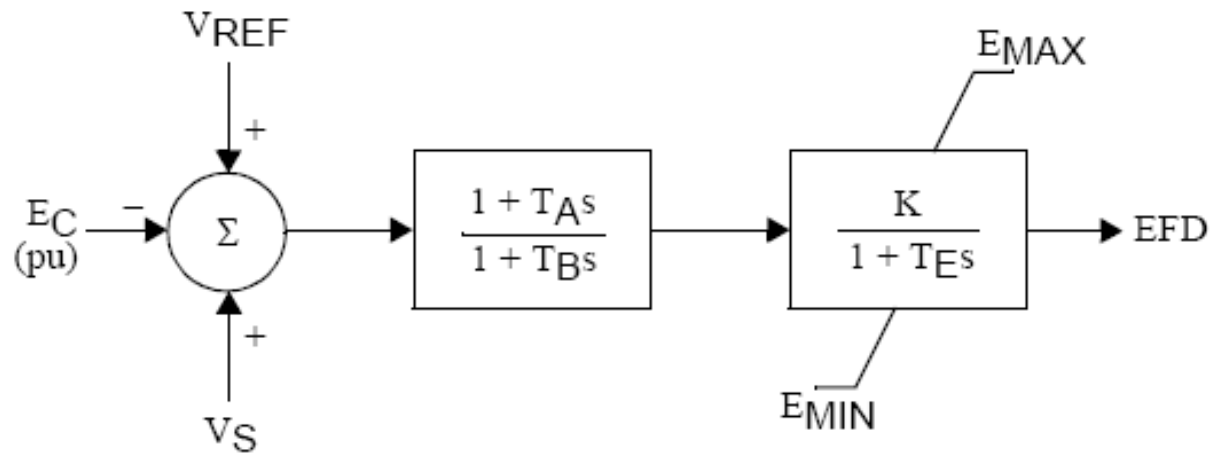 VREF
EMAX
+
EC
(pu)
−
Σ
1 + TAs
1 + TBs
K
1 + TEs
EFD
+
VS
EMIN